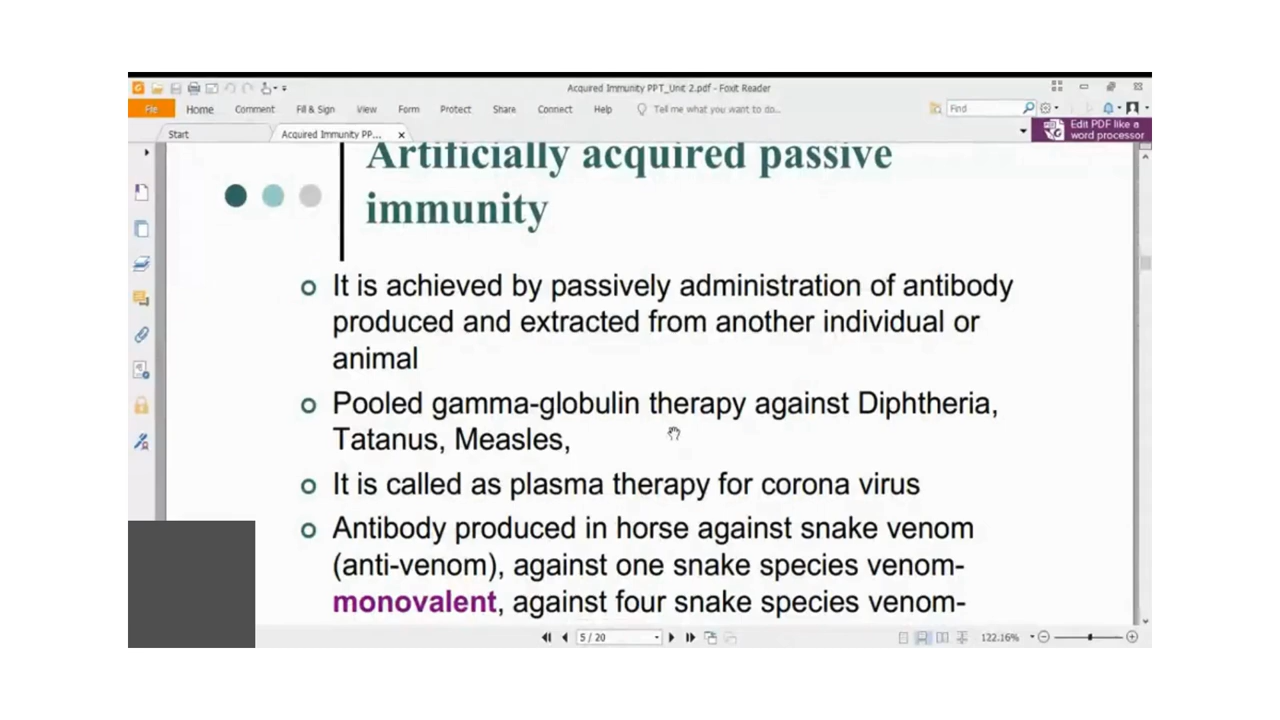 Acquired Immunity PPT_Unit 2.pdf - Foxit Reader
File Home Comment Fill & Sign View Form Protect Share Connect Help Tell me what you want to do... Find
Start Acquired Immunity PP... Edit PDF like a
word processor
Artificially acquired passive
immunity
It is achieved by passively administration of antibody
produced and extracted from another individual or
animal
Pooled gamma-globulin therapy against Diphtheria,
Tatanus, Measles,
It is called as plasma therapy for corona virus
Antibody produced in horse against snake venom
(anti-venom), against one snake species venom-
monovalent, against four snake species venom-
5 / 20 122.16%